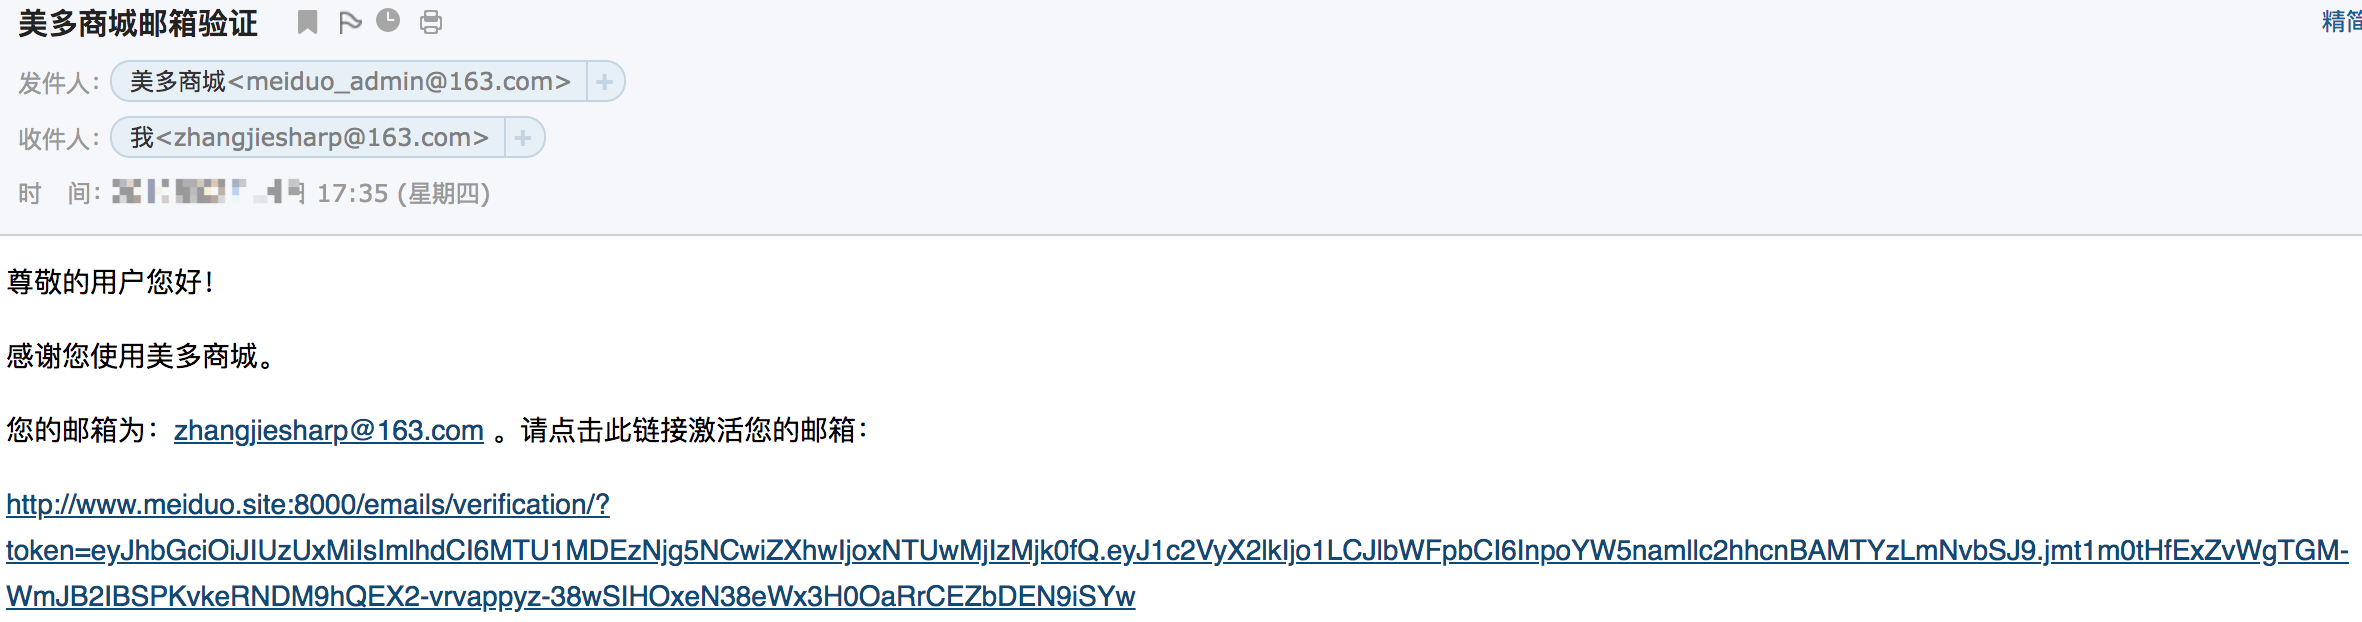 美多商城邮箱验证
精简
发件人：美多商城<meiduo_admin@163.com>
收件人：我<zhangjiesharp@163.com>
时 间： 17:35 (星期四)
尊敬的用户您好！
感谢您使用美多商城。
您的邮箱为：zhangjiesharp@163.com 。请点击此链接激活您的邮箱：
http://www.meiduo.site:8000/emails/verification/?
token=eyJhbGciOiJIUzUxMiIsImlhdCI6MTU1MDEzNjg5NCwiZXhwIjoxNTUwMjIzMjk0fQ.eyJ1c2VyX2lkIjo1LCJlbWFpbCI6InpoYW5namllc2hhcnBAMTYzLmNvbSJ9.jmt1m0tHfExZvWgTGM-
WmJB2IBSPKvkeRNDM9hQEX2-vrvappyz-38wSIHOxeN38eWx3H0OaRrCEZbDEN9iSYw